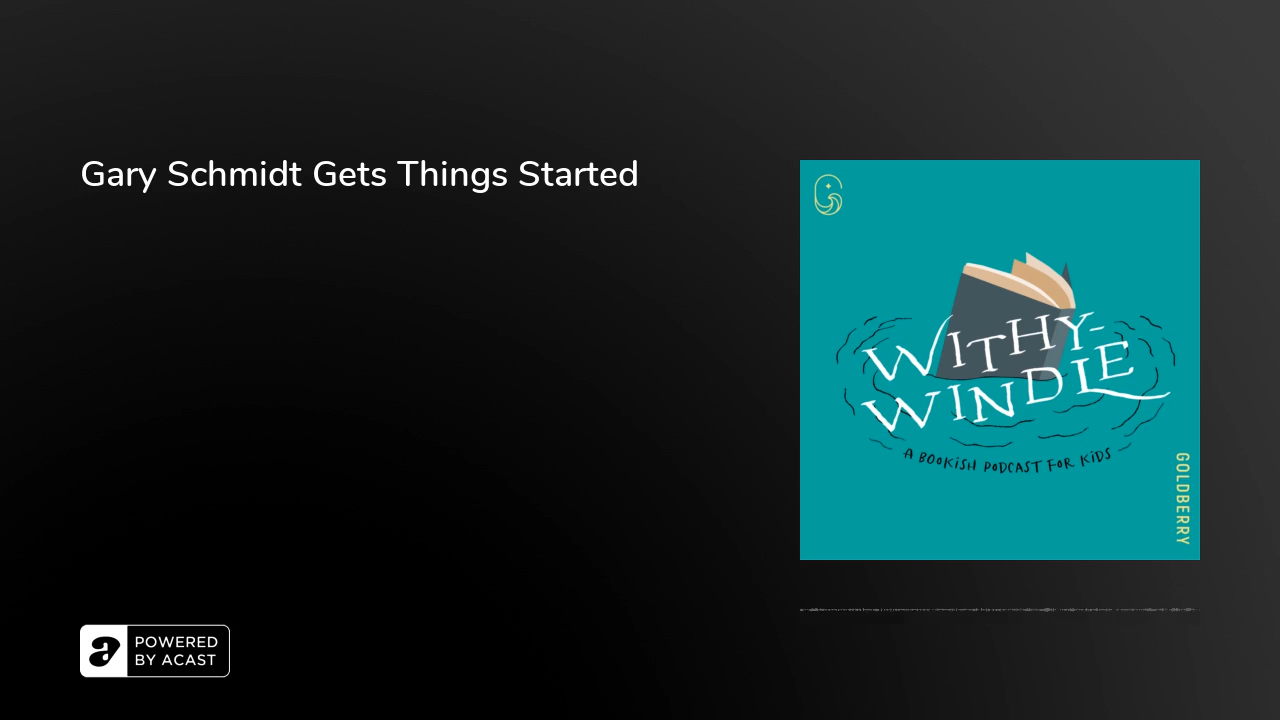 Gary Schmidt Gets Things Started
WITHY-
WINDLE
A BOOKISH PODCAST FOR KIDS
GOLDBERRY
POWERED
BY ACAST